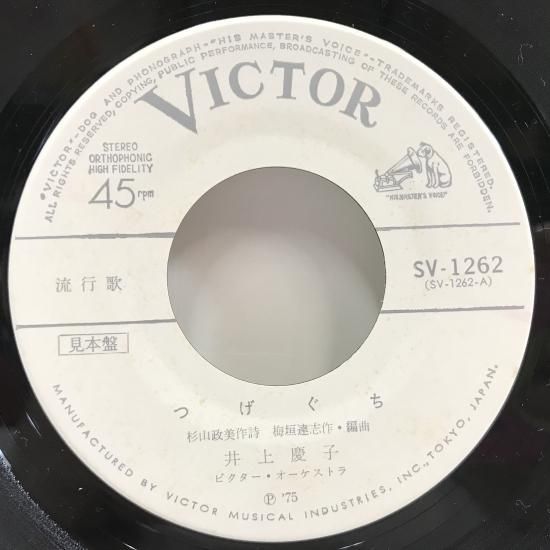 "VICTOR"-DOG AND PHONOGRAPH-"HIS MASTER'S VOICE"-TRADEMARKS REGISTERED.
ALL RIGHTS RESERVED, COPYING, PUBLIC PERFORMANCE, BROADCASTING OF THESE RECORDS ARE FORBIDDEN.
VICTOR
STEREO
ORTHOPHONIC
HIGH FIDELITY
45rpm
"HIS MASTER'S VOICE"
流行歌
SV-1262
(SV-1262-A)
見本盤
つげぐち
杉山政美作詩 梅垣達志作・編曲
井上慶子
ビクター・オーケストラ
Ⓟ '75
MANUFACTURED BY VICTOR MUSICAL INDUSTRIES, INC., TOKYO, JAPAN.